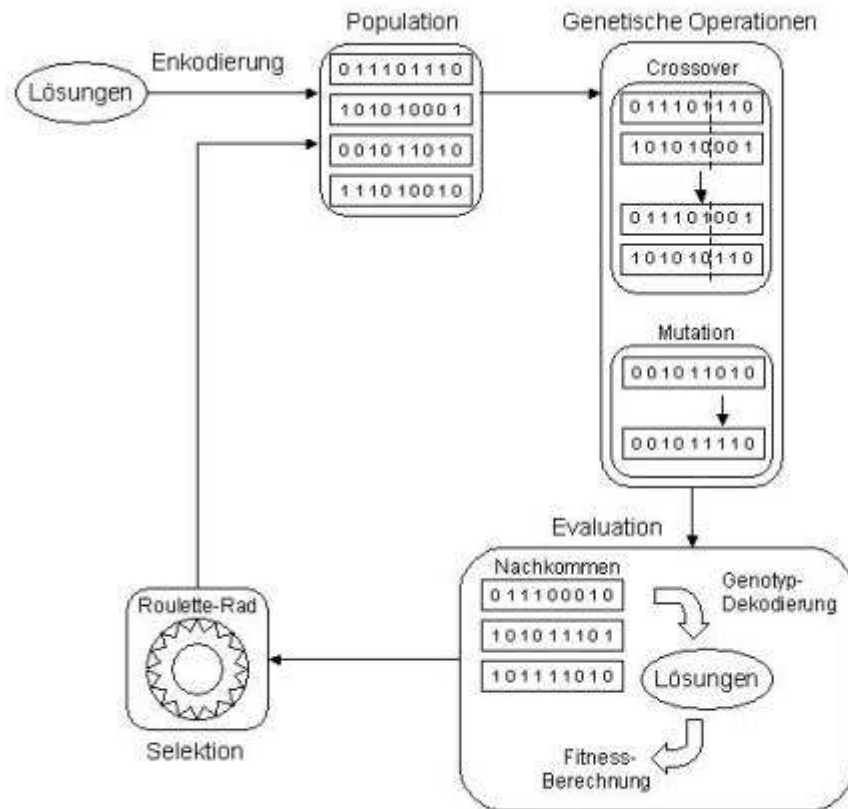 Population
Genetische Operationen
Lösungen
Enkodierung
0 1 1 1 0 1 1 1 0
1 0 1 0 1 0 0 0 1
0 0 1 0 1 1 0 1 0
1 1 1 0 1 0 0 1 0
Crossover
0 1 1 1 0 1 1 1 0
1 0 1 0 1 0 0 0 1
0 1 1 1 0 1 0 0 1
1 0 1 0 1 0 1 1 0
Mutation
0 0 1 0 1 1 0 1 0
0 0 1 0 1 1 1 1 0
Evaluation
Nachkommen
0 1 1 1 0 0 0 1 0
1 0 1 0 1 1 1 0 1
1 0 1 1 1 1 0 1 0
Genotyp-
Dekodierung
Lösungen
Fitness-
Berechnung
Roulette-Rad
Selektion